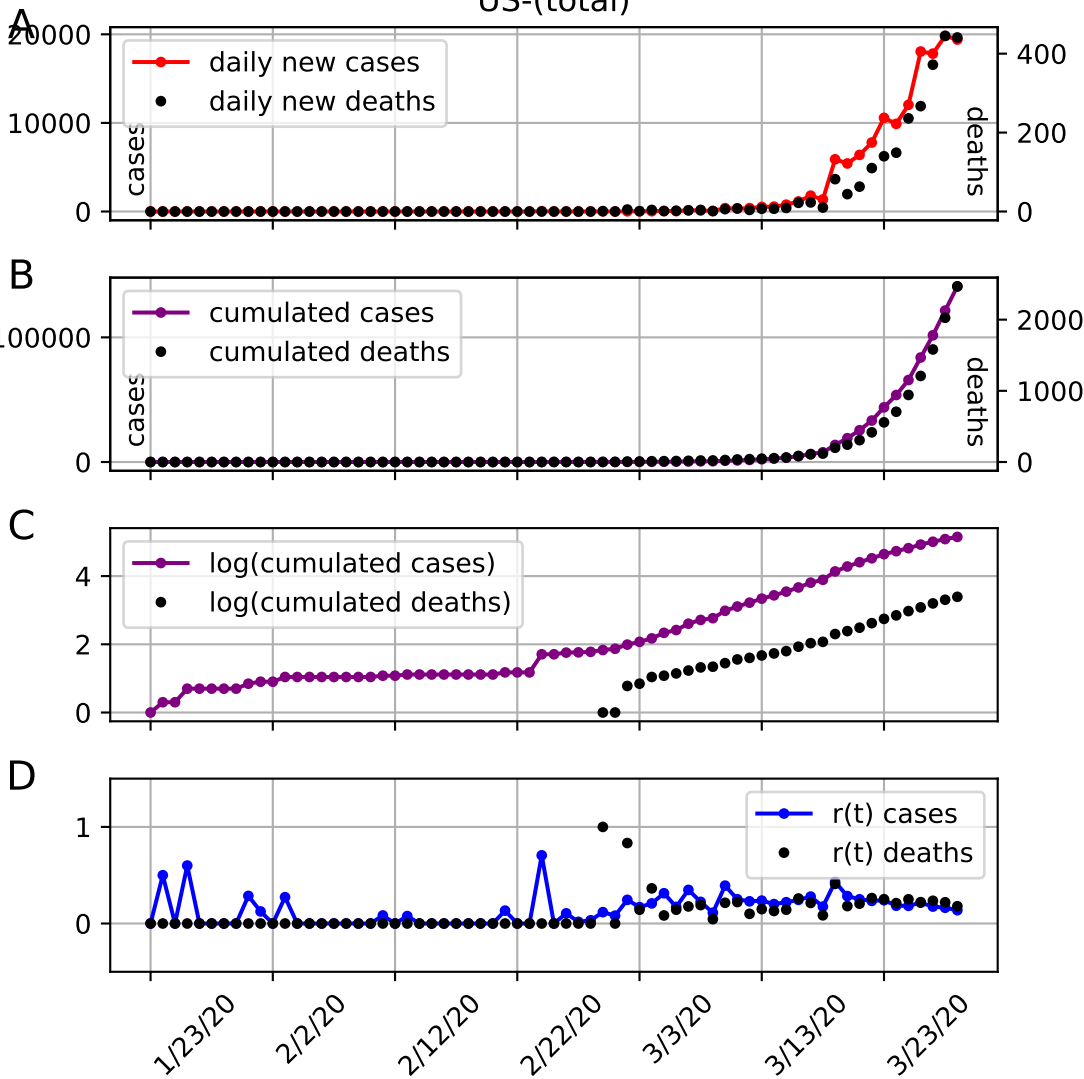 US-(total)
A
20000
10000
0
cases
daily new cases
daily new deaths
400
200
0
deaths
B
100000
0
cases
cumulated cases
cumulated deaths
2000
1000
0
deaths
C
4
2
0
log(cumulated cases)
log(cumulated deaths)
D
1
0
r(t) cases
r(t) deaths
1/23/20
2/2/20
2/12/20
2/22/20
3/3/20
3/13/20
3/23/20